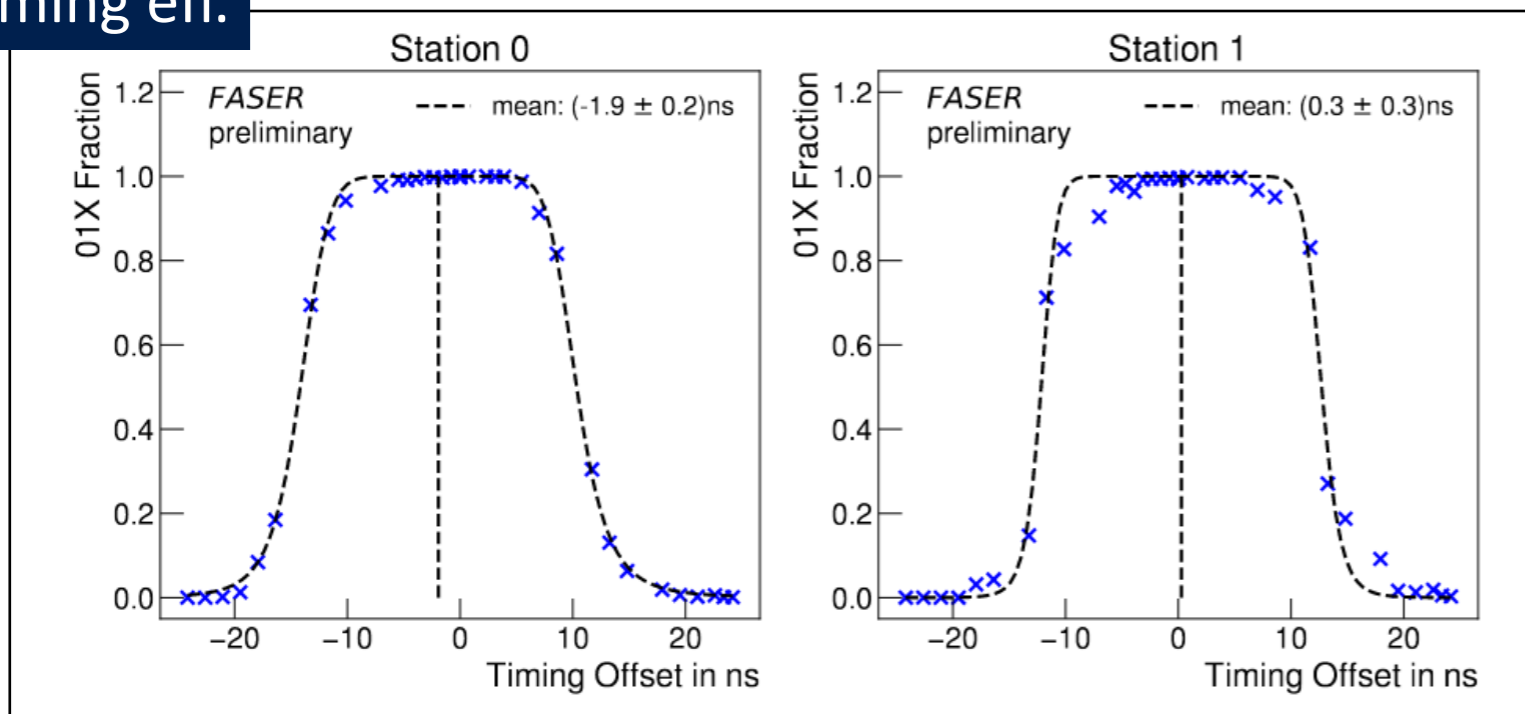 eff.
Station 0
01X Fraction
1.2
1.0
0.8
0.6
0.4
0.2
0.0
FASER
preliminary
mean: (-1.9 ± 0.2)ns
−20 −10 0 10 20
Timing Offset in ns
Station 1
01X Fraction
1.2
1.0
0.8
0.6
0.4
0.2
0.0
FASER
preliminary
mean: (0.3 ± 0.3)ns
−20 −10 0 10 20
Timing Offset in ns